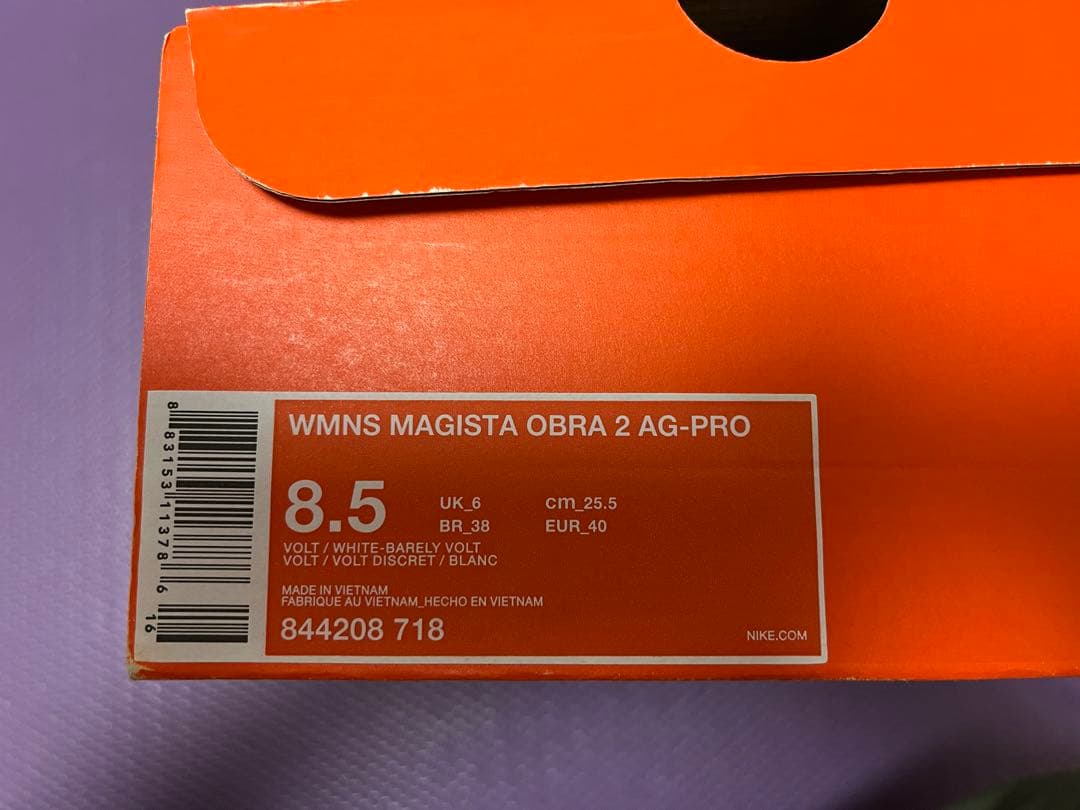 WMNS MAGISTA OBRA 2 AG-PRO
8.5
UK_6 cm_25.5
BR_38 EUR_40
VOLT / WHITE-BARELY VOLT
VOLT / VOLT DISCRET / BLANC
MADE IN VIETNAM
FABRIQUE AU VIETNAM_HECHO EN VIETNAM
844208 718
NIKE.COM
8 83153 11378 6 16